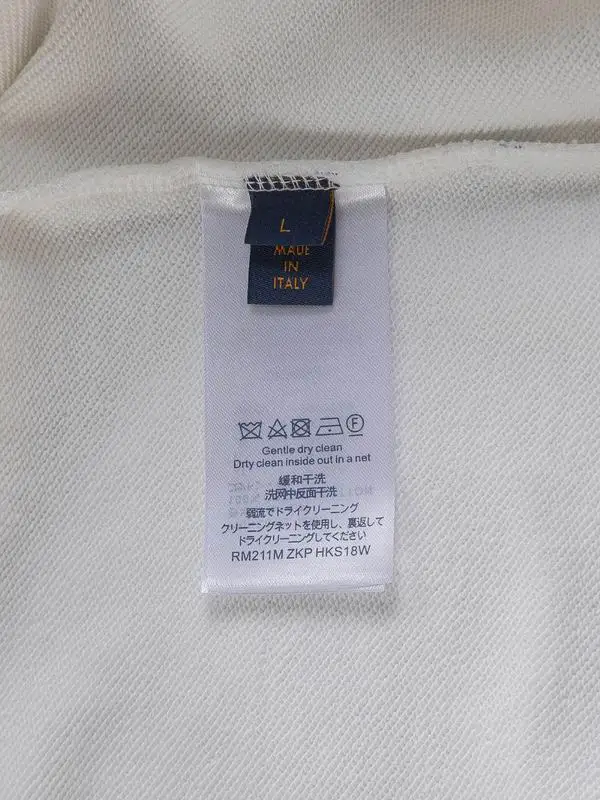 L
MADE
IN
ITALY
Gentle dry clean
Drty clean inside out in a net
緩和干洗
洗网中反面干洗
弱流でドライクリーニング
クリーニングネットを使用し、裏返して
ドライクリーニングしてください
RM211M ZKP HKS18W